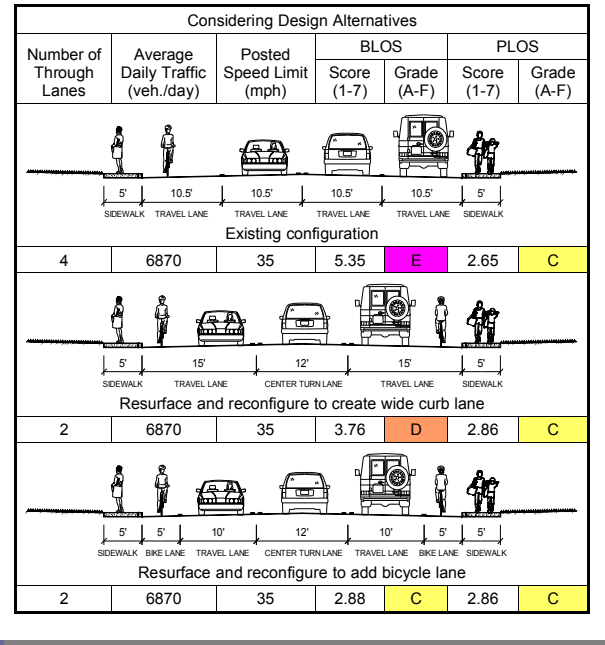 Considering Design Alternatives
Number of Through Lanes
Average Daily Traffic (veh./day)
Posted Speed Limit (mph)
BLOS
PLOS
Score (1-7)
Grade (A-F)
Score (1-7)
Grade (A-F)
5' 10.5' 10.5' 10.5' 10.5' 5'
SIDEWALK TRAVEL LANE TRAVEL LANE TRAVEL LANE TRAVEL LANE SIDEWALK
Existing configuration
4 6870 35 5.35 E 2.65 C
5' 15' 12' 15' 5'
SIDEWALK TRAVEL LANE CENTER TURN LANE TRAVEL LANE SIDEWALK
Resurface and reconfigure to create wide curb lane
2 6870 35 3.76 D 2.86 C
5' 5' 10' 12' 10' 5' 5'
SIDEWALK BIKE LANE TRAVEL LANE CENTER TURN LANE TRAVEL LANE BIKE LANE SIDEWALK
Resurface and reconfigure to add bicycle lane
2 6870 35 2.88 C 2.86 C